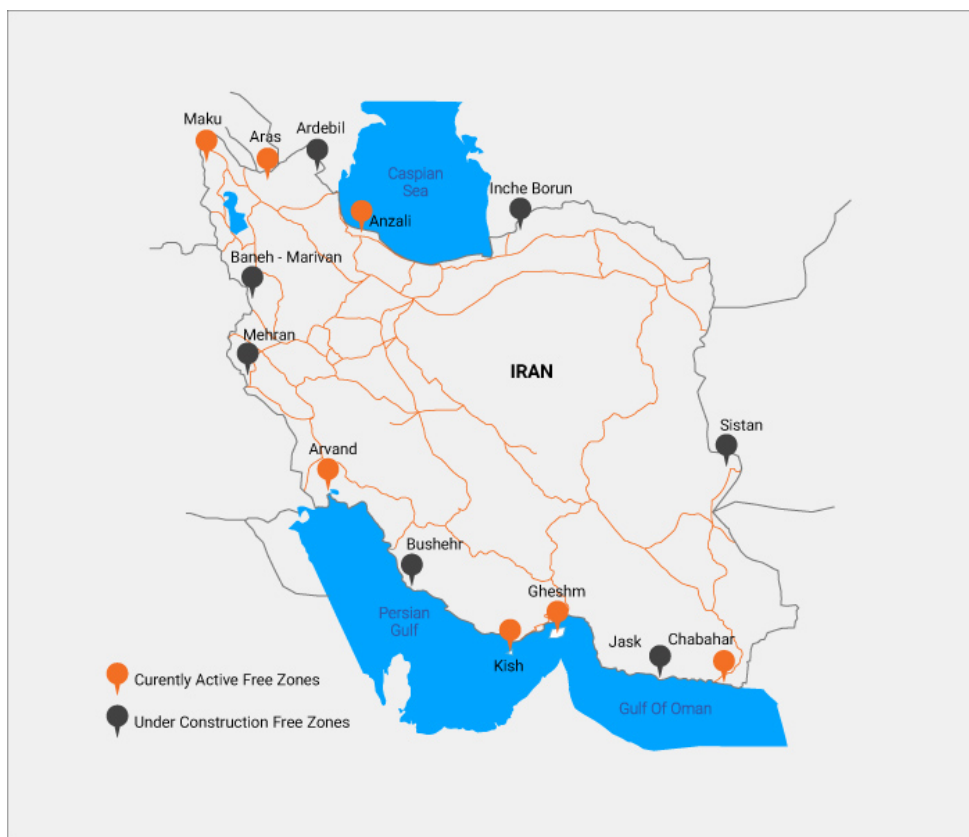 Maku
Aras
Ardebil
Caspian
Sea
Inche Borun
Anzali
Baneh - Marivan
Mehran
IRAN
Sistan
Arvand
Bushehr
Gheshm
Persian
Gulf
Kish
Jask
Chabahar
Gulf Of Oman
Curently Active Free Zones
Under Construction Free Zones